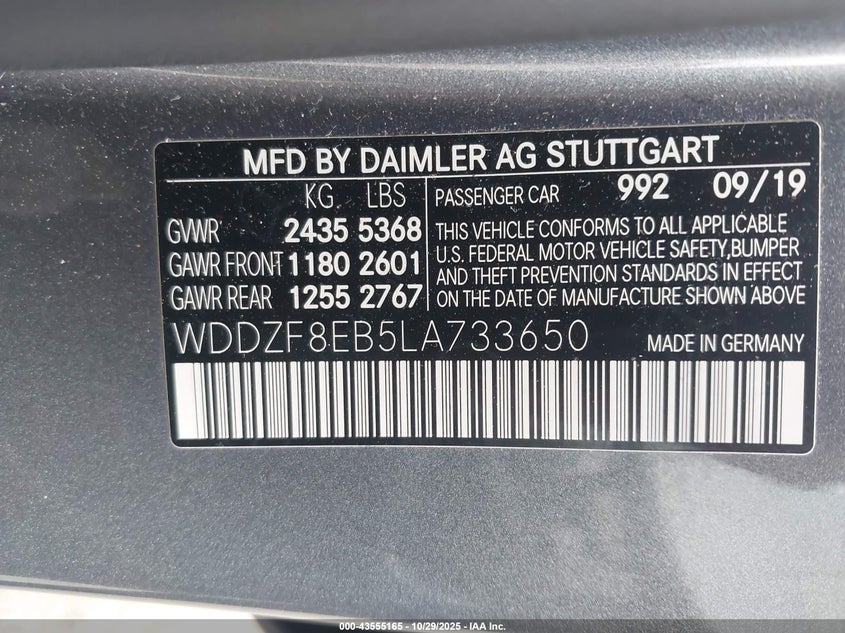 MFD BY DAIMLER AG STUTTGART
KG LBS
GVWR 2435 5368
GAWR FRONT 1180 2601
GAWR REAR 1255 2767
PASSENGER CAR 992 09/19
THIS VEHICLE CONFORMS TO ALL APPLICABLE
U.S. FEDERAL MOTOR VEHICLE SAFETY,BUMPER
AND THEFT PREVENTION STANDARDS IN EFFECT
ON THE DATE OF MANUFACTURE SHOWN ABOVE
WDDZF8EB5LA733650 MADE IN GERMANY
000-43555165 - 10/29/2025 - IAA Inc.